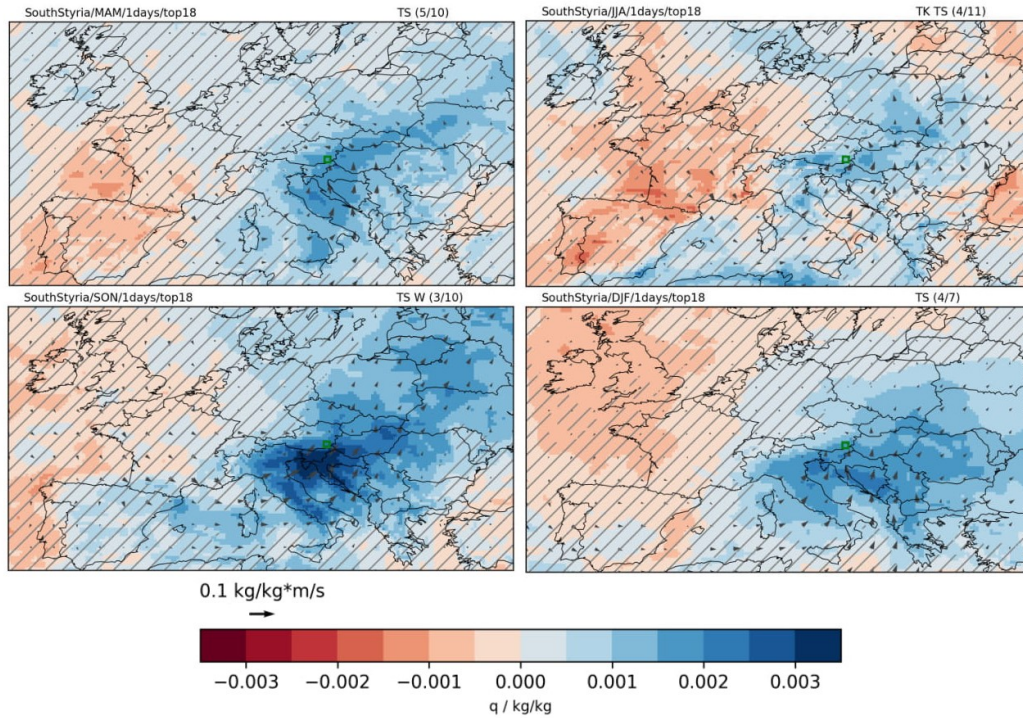 SouthStyria/MAM/1days/top18 TS (5/10)
SouthStyria/JJA/1days/top18 TK TS (4/11)
SouthStyria/SON/1days/top18 TS W (3/10)
SouthStyria/DJF/1days/top18 TS (4/7)
0.1 kg/kg*m/s
−0.003 −0.002 −0.001 0.000 0.001 0.002 0.003
q / kg/kg